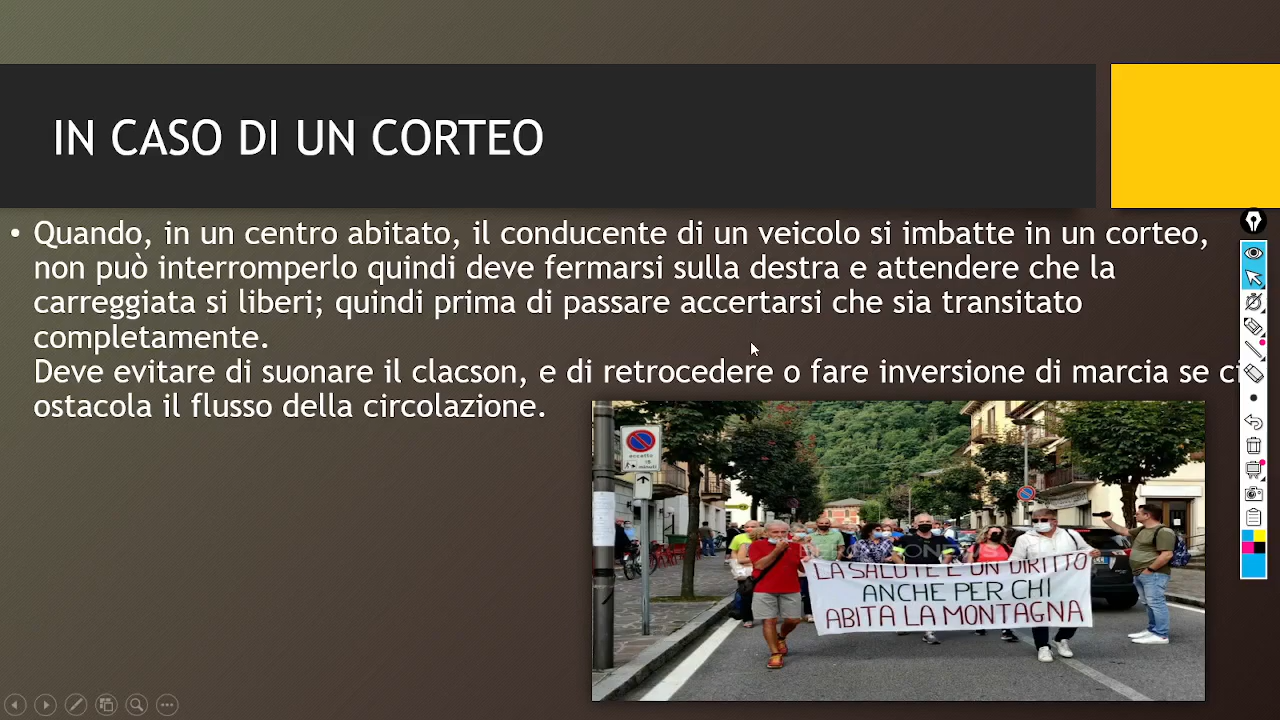 IN CASO DI UN CORTEO
• Quando, in un centro abitato, il conducente di un veicolo si imbatte in un corteo,
non può interromperlo quindi deve fermarsi sulla destra e attendere che la
carreggiata si liberi; quindi prima di passare accertarsi che sia transitato
completamente.
Deve evitare di suonare il clacson, e di retrocedere o fare inversione di marcia se ci
ostacola il flusso della circolazione.
eccetto
15
minuti
LA SALUTE È UN DIRITTO
ANCHE PER CHI
ABITA LA MONTAGNA